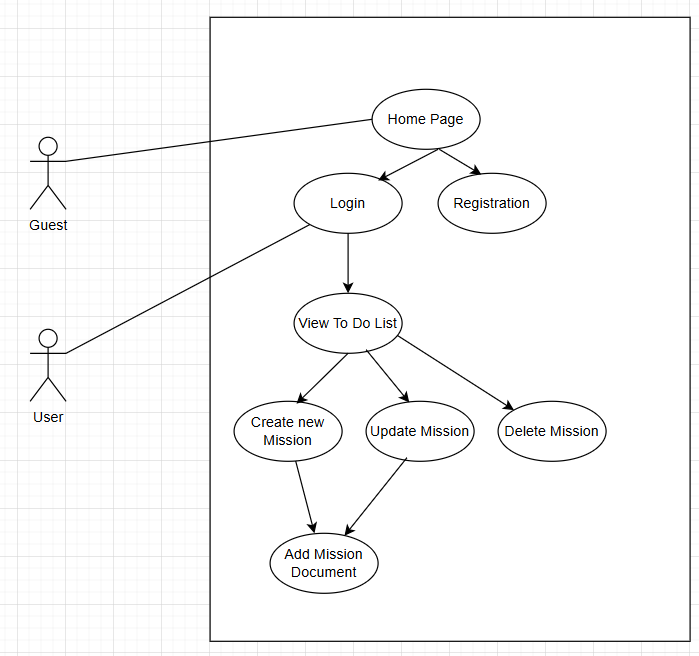 Home Page
Guest
Login
Registration
View To Do List
User
Create new
Mission
Update Mission
Delete Mission
Add Mission
Document